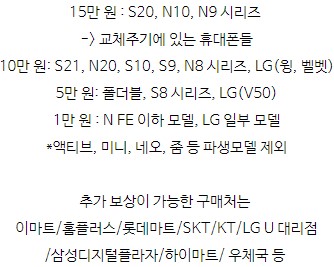 15만 원 : S20, N10, N9 시리즈
-> 교체주기에 있는 휴대폰들
10만 원: S21, N20, S10, S9, N8 시리즈, LG(윙, 벨벳)
5만 원: 폴더블, S8 시리즈, LG(V50)
1만 원 : N FE 이하 모델, LG 일부 모델
*액티브, 미니, 네오, 줌 등 파생모델 제외
추가 보상이 가능한 구매처는
이마트/홈플러스/롯데마트/SKT/KT/LG U 대리점
/삼성디지털플라자/하이마트/ 우체국 등